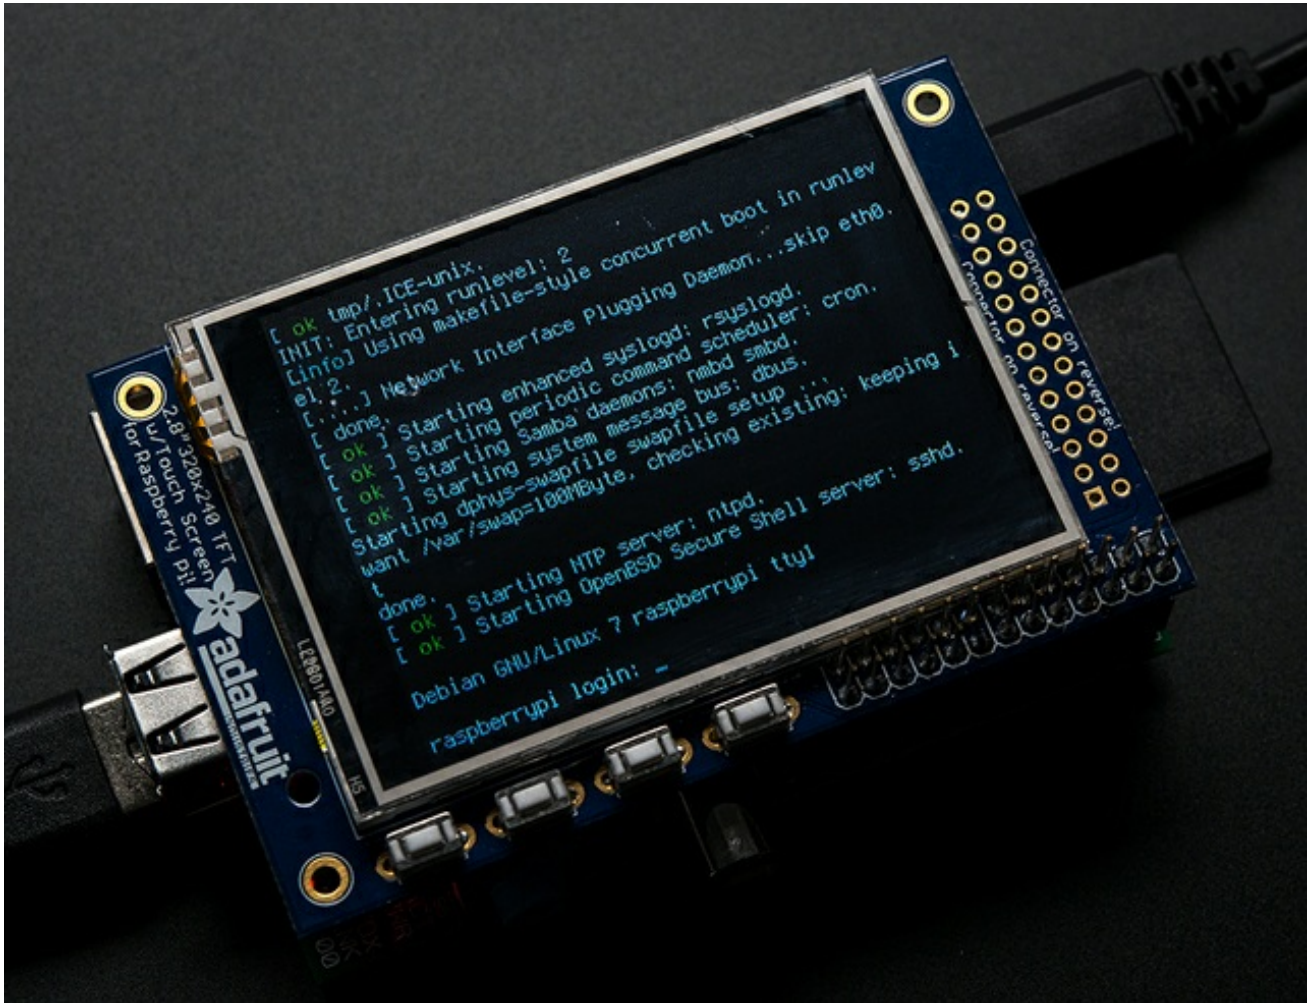 [ ok tmp/.ICE-unix.
INIT: Entering runlevel: 2
[info] Using makefile-style concurrent boot in runlev
el 2.
[....] Network Interface Plugging Daemon...skip eth0.
[ done.
[ ok ] Starting enhanced syslogd: rsyslogd.
[ ok ] Starting periodic command scheduler: cron.
[ ok ] Starting Samba daemons: nmbd smbd.
[ ok ] Starting system message bus: dbus.
Starting dphys-swapfile swapfile setup ...
want /var/swap=100MByte, checking existing: keeping i
t
done.
[ ok ] Starting NTP server: ntpd.
[ ok ] Starting OpenBSD Secure Shell server: sshd.
Debian GNU/Linux 7 raspberrypi tty1
raspberrypi login: _
2.8" 320x240 TFT
w/Touch Screen
for Raspberry Pi!
adafruit
H5
Connector on reverse!
Connector on reverse!